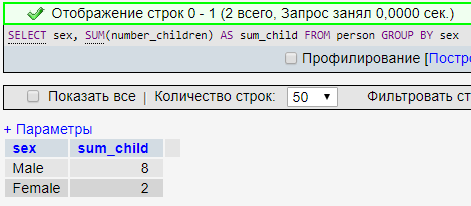 Отображение строк 0 - 1 (2 всего, Запрос занял 0,0000 сек.)
SELECT sex, SUM(number_children) AS sum_child FROM person GROUP BY sex
Профилирование [Постро
Показать все | Количество строк: 50 Фильтровать ст
+ Параметры
sex sum_child
Male 8
Female 2